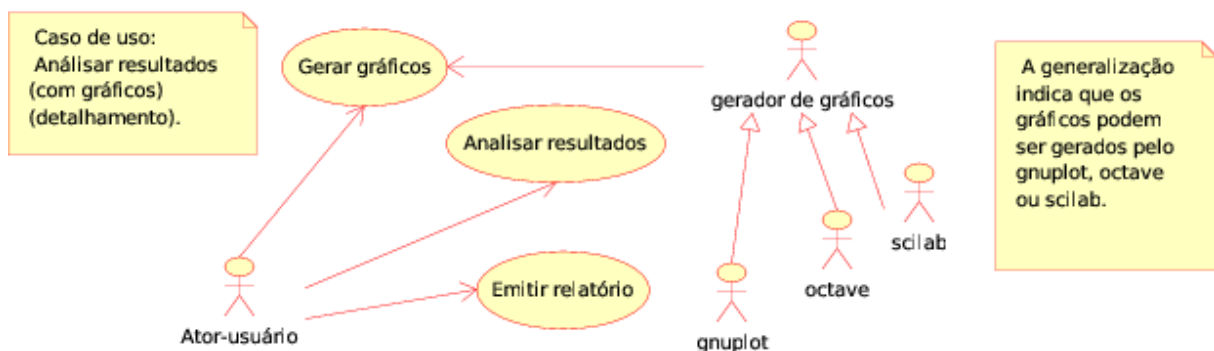 Caso de uso:
Análisar resultados
(com gráficos)
(detalhamento).
Gerar gráficos
gerador de gráficos
A generalização
indica que os
gráficos podem
ser gerados pelo
gnuplot, octave
ou scilab.
Analisar resultados
scilab
Emitir relatório
octave
Ator-usuário
gnuplot